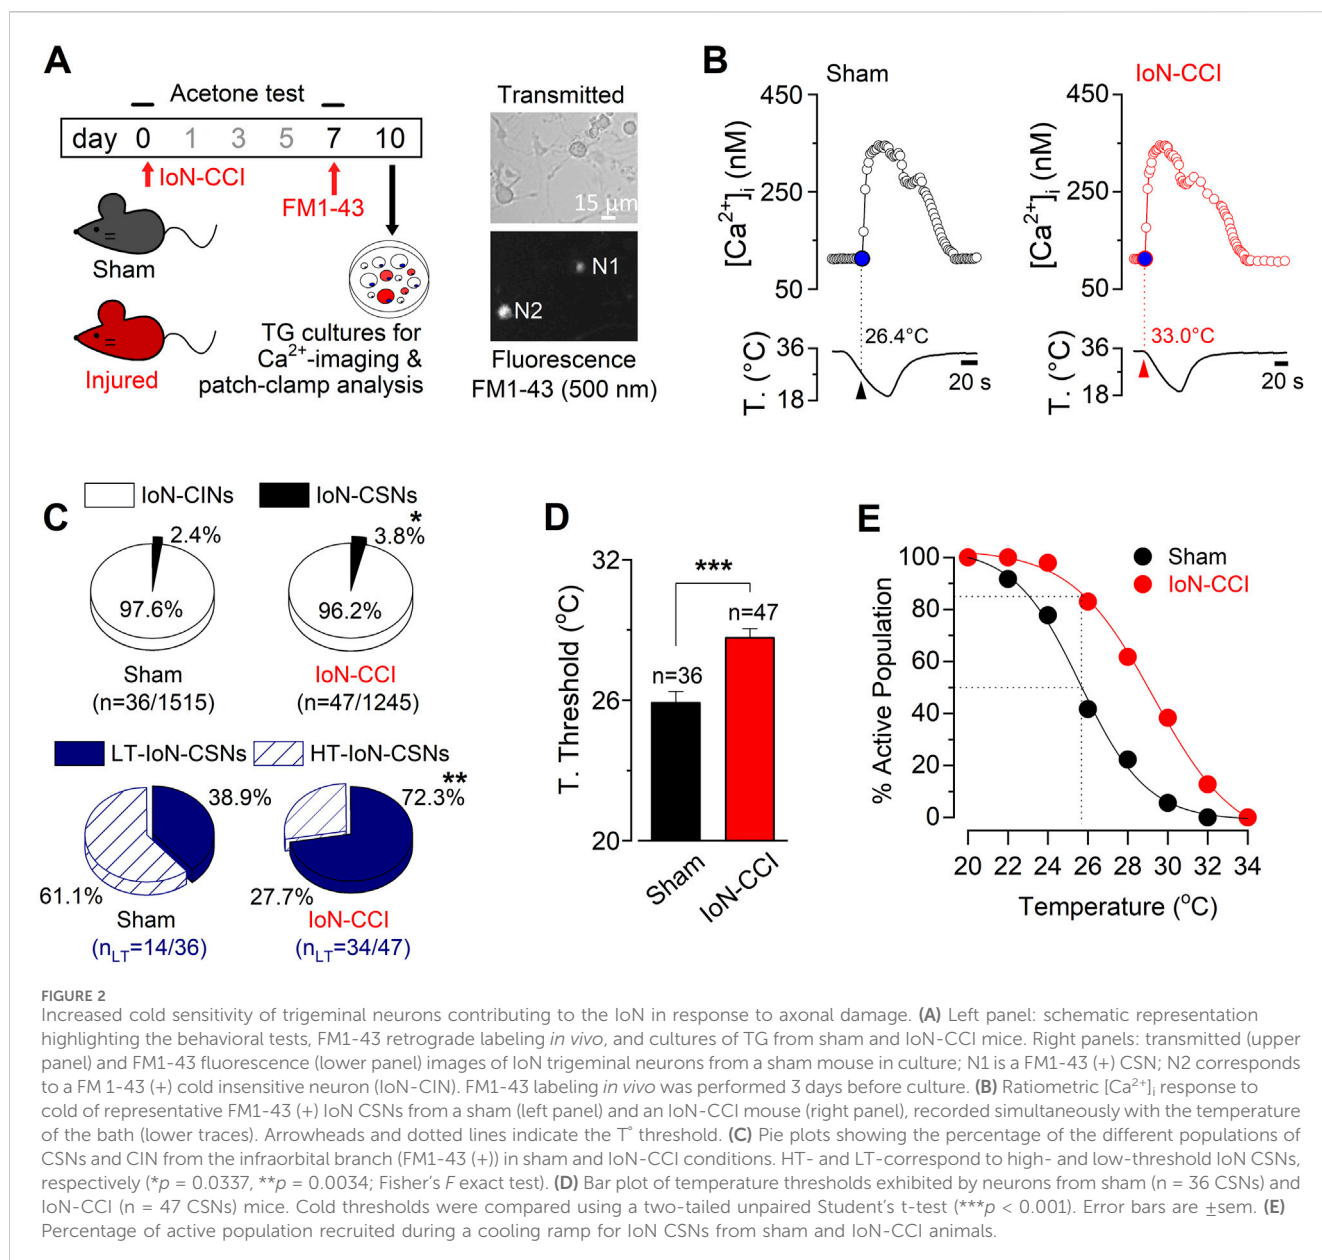 A
Acetone test
day 0 1 3 5 7 10
IoN-CCI
FM1-43
Sham
Injured
TG cultures for
Ca²⁺-imaging &
patch-clamp analysis
Transmitted
15 µm
N1
N2
Fluorescence
FM1-43 (500 nm)
B
Sham
450
250
50
[Ca²⁺]i (nM)
26.4°C
36
18
T. (°C)
20 s
IoN-CCI
450
250
50
[Ca²⁺]i (nM)
33.0°C
36
18
T. (°C)
20 s
C
IoN-CINs
IoN-CSNs
2.4%
97.6%
Sham
(n=36/1515)
*
3.8%
96.2%
IoN-CCI
(n=47/1245)
LT-IoN-CSNs
HT-IoN-CSNs
38.9%
61.1%
Sham
(nLT=14/36)
**
72.3%
27.7%
IoN-CCI
(nLT=34/47)
D
32
26
20
T. Threshold (°C)
***
n=36
n=47
Sham
IoN-CCI
E
Sham
IoN-CCI
100
80
60
40
20
0
% Active Population
20 22 24 26 28 30 32 34
Temperature (°C)
FIGURE 2
Increased cold sensitivity of trigeminal neurons contributing to the IoN in response to axonal damage. (A) Left panel: schematic representation
highlighting the behavioral tests, FM1-43 retrograde labeling in vivo, and cultures of TG from sham and IoN-CCI mice. Right panels: transmitted (upper
panel) and FM1-43 fluorescence (lower panel) images of IoN trigeminal neurons from a sham mouse in culture; N1 is a FM1-43 (+) CSN; N2 corresponds
to a FM 1-43 (+) cold insensitive neuron (IoN-CIN). FM1-43 labeling in vivo was performed 3 days before culture. (B) Ratiometric [Ca²⁺]i response to
cold of representative FM1-43 (+) IoN CSNs from a sham (left panel) and an IoN-CCI mouse (right panel), recorded simultaneously with the temperature
of the bath (lower traces). Arrowheads and dotted lines indicate the T° threshold. (C) Pie plots showing the percentage of the different populations of
CSNs and CIN from the infraorbital branch (FM1-43 (+)) in sham and IoN-CCI conditions. HT- and LT-correspond to high- and low-threshold IoN CSNs,
respectively (*p = 0.0337, **p = 0.0034; Fisher's F exact test). (D) Bar plot of temperature thresholds exhibited by neurons from sham (n = 36 CSNs) and
IoN-CCI (n = 47 CSNs) mice. Cold thresholds were compared using a two-tailed unpaired Student's t-test (***p < 0.001). Error bars are ±sem. (E)
Percentage of active population recruited during a cooling ramp for IoN CSNs from sham and IoN-CCI animals.